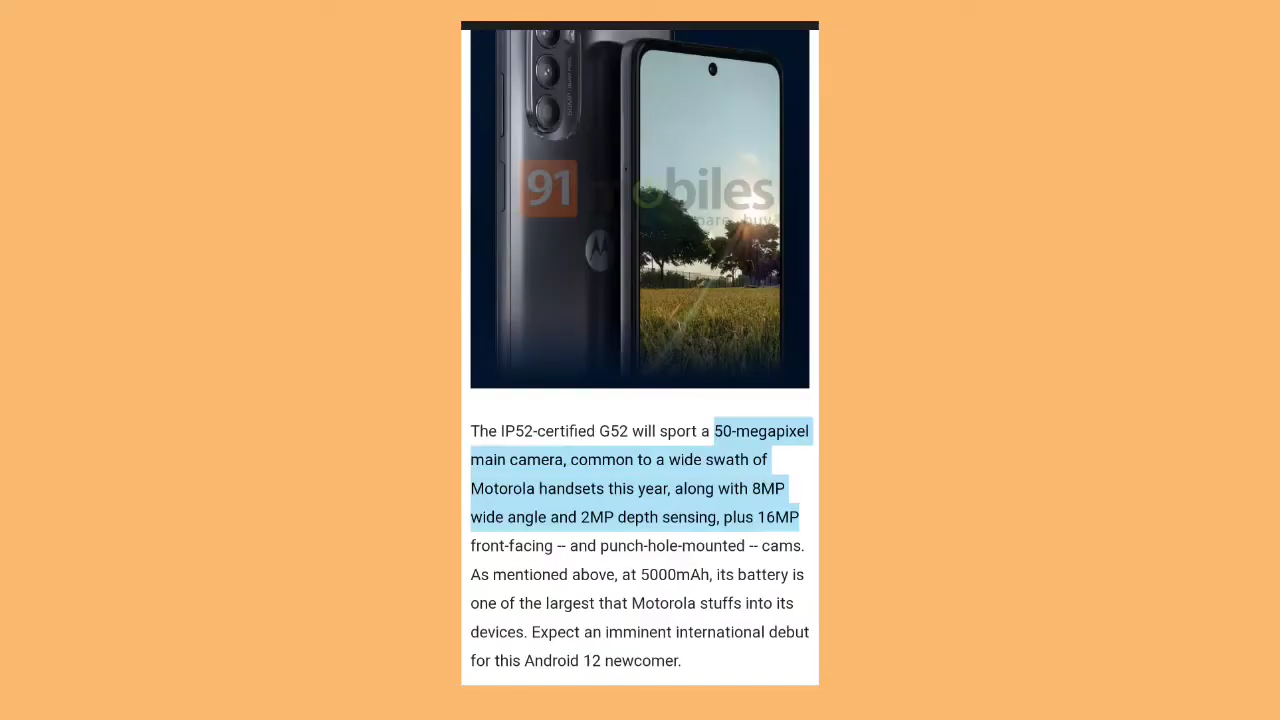 91mobiles
The IP52-certified G52 will sport a 50-megapixel
main camera, common to a wide swath of
Motorola handsets this year, along with 8MP
wide angle and 2MP depth sensing, plus 16MP
front-facing -- and punch-hole-mounted -- cams.
As mentioned above, at 5000mAh, its battery is
one of the largest that Motorola stuffs into its
devices. Expect an imminent international debut
for this Android 12 newcomer.